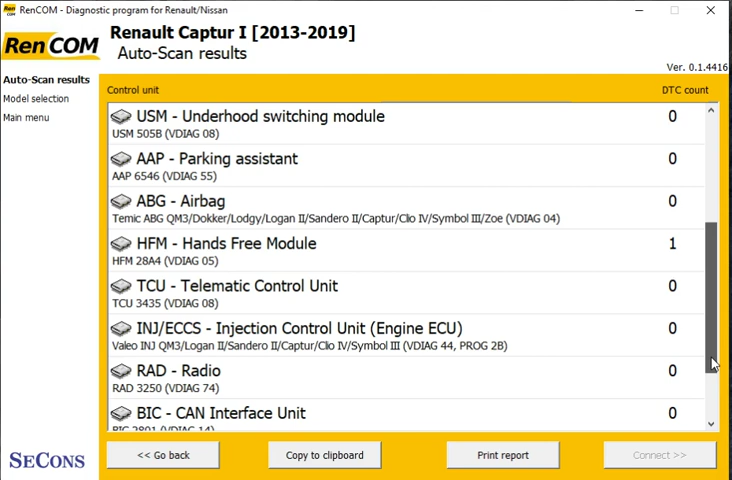 RenCOM - Diagnostic program for Renault/Nissan
RenCOM
Renault Captur I [2013-2019]
Auto-Scan results
Ver. 0.1.4416
Auto-Scan results
Model selection
Main menu
Control unit DTC count
USM - Underhood switching module 0
USM 505B (VDIAG 08)
AAP - Parking assistant 0
AAP 6546 (VDIAG 55)
ABG - Airbag 0
Temic ABG QM3/Dokker/Lodgy/Logan II/Sandero II/Captur/Clio IV/Symbol III/Zoe (VDIAG 04)
HFM - Hands Free Module 1
HFM 28A4 (VDIAG 05)
TCU - Telematic Control Unit 0
TCU 3435 (VDIAG 08)
INJ/ECCS - Injection Control Unit (Engine ECU) 0
Valeo INJ QM3/Logan II/Sandero II/Captur/Clio IV/Symbol III (VDIAG 44, PROG 2B)
RAD - Radio 0
RAD 3250 (VDIAG 74)
BIC - CAN Interface Unit 0
BIC 2801 (VDIAG 14)
SECONS
<< Go back
Copy to clipboard
Print report
Connect >>